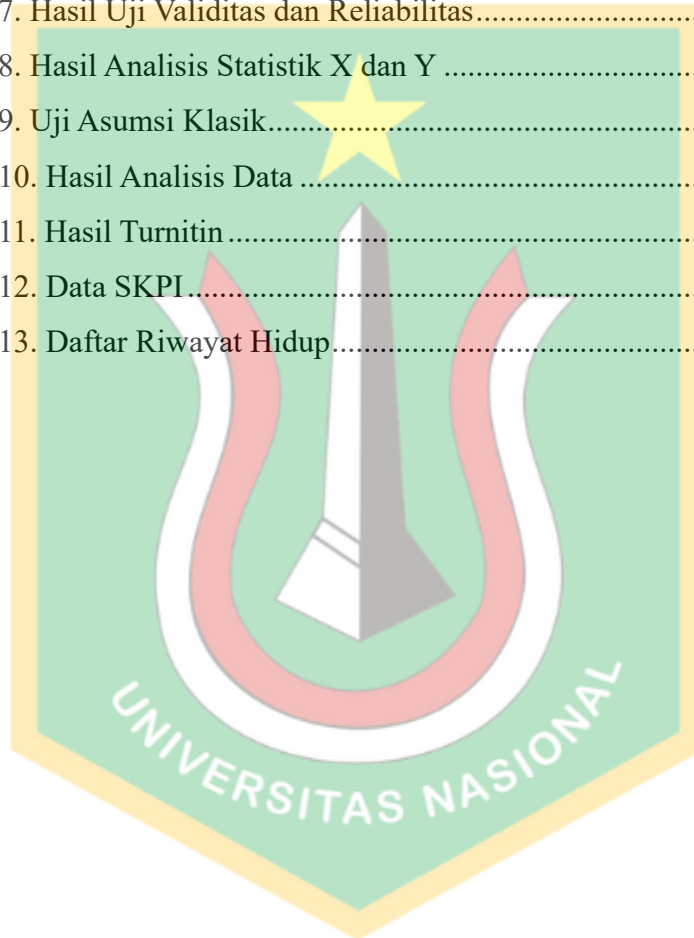 7. Hasil Uji Validitas dan Reliabilitas
8. Hasil Analisis Statistik X dan Y
9. Uji Asumsi Klasik
10. Hasil Analisis Data
11. Hasil Turnitin
12. Data SKPI
13. Daftar Riwayat Hidup
UNIVERSITAS NASIONAL